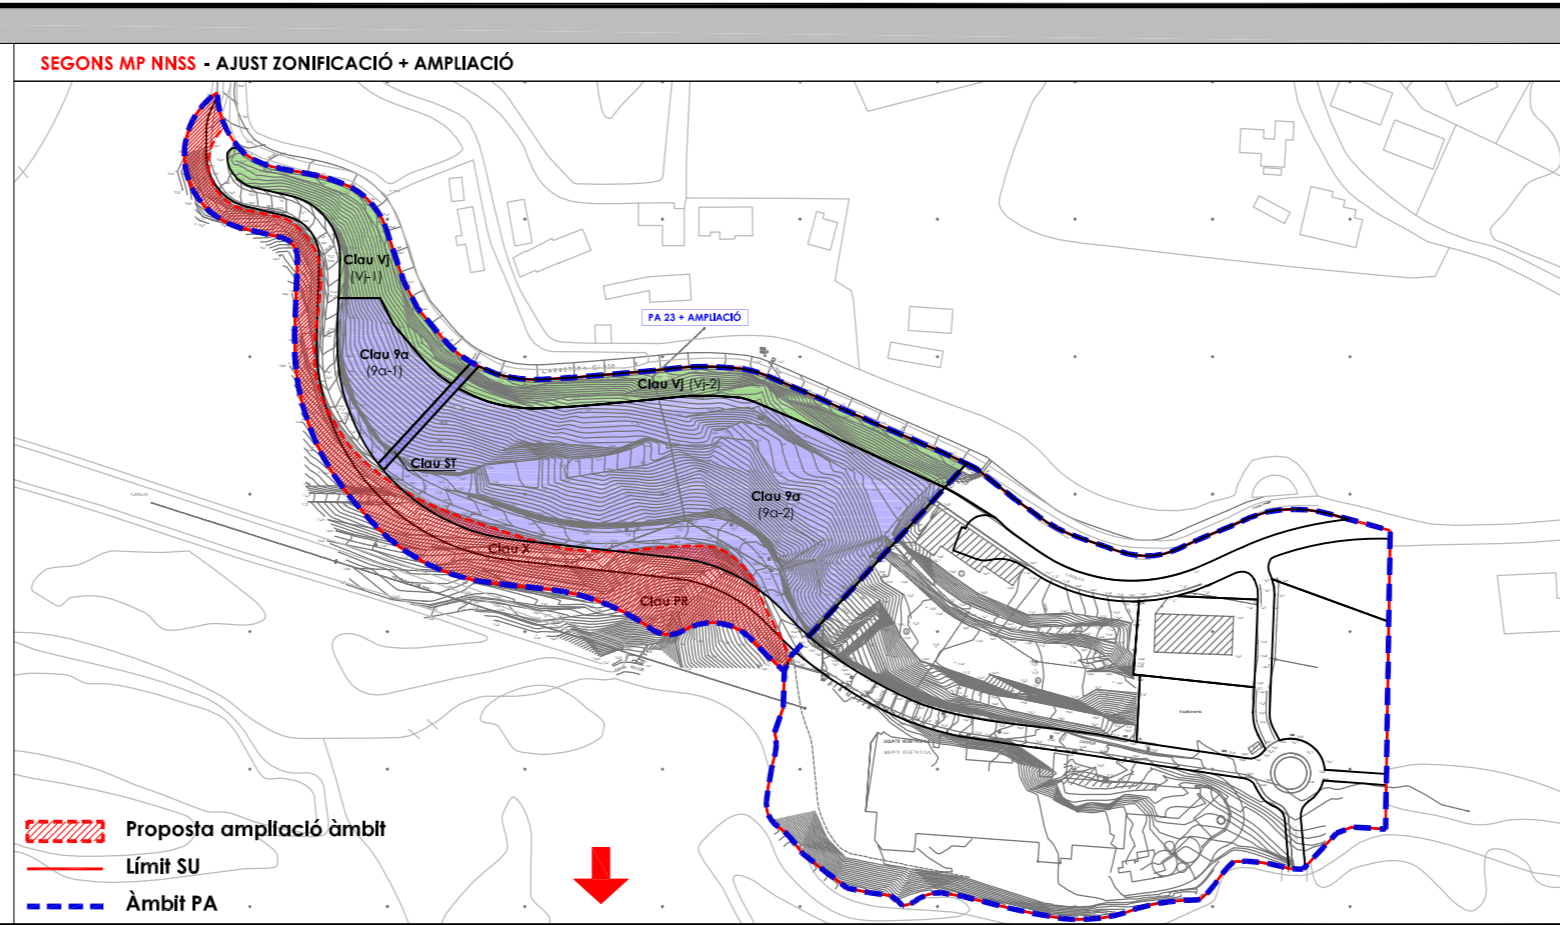 SEGONS MP NNSS - AJUST ZONIFICACIÓ + AMPLIACIÓ
Clau Vj
(Vj-1)
PA 23 + AMPLIACIÓ
Clau 9a
(9a-1)
Clau Vj (Vj-2)
Clau ST
Clau 9a
(9a-2)
Clau X
Clau PR
Proposta ampliació àmbit
Límit SU
Àmbit PA